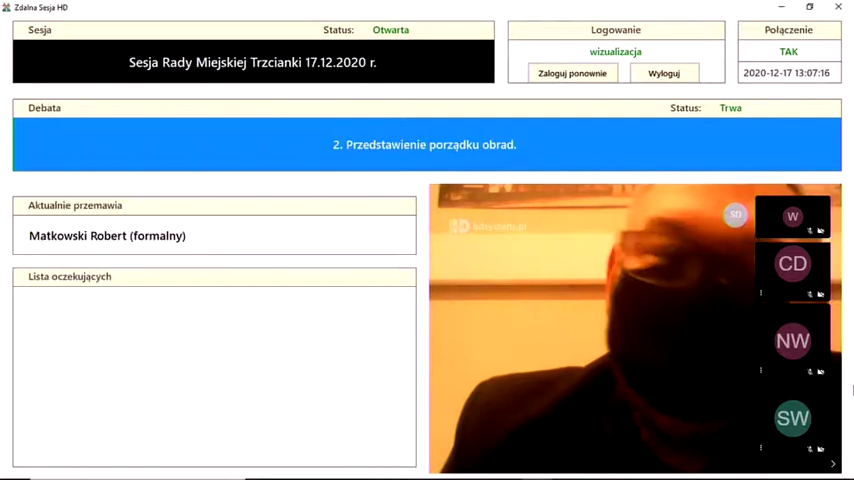 Zdalna Sesja HD
Sesja
Status: Otwarta
Sesja Rady Miejskiej Trzcianki 17.12.2020 r.
Logowanie
wizualizacja
Zaloguj ponownie
Wyloguj
Połączenie
TAK
2020-12-17 13:07:16
Debata
Status: Trwa
2. Przedstawienie porządku obrad.
Aktualnie przemawia
Matkowski Robert (formalny)
Lista oczekujących
hdsystem.pl
SD
W
CD
NW
SW